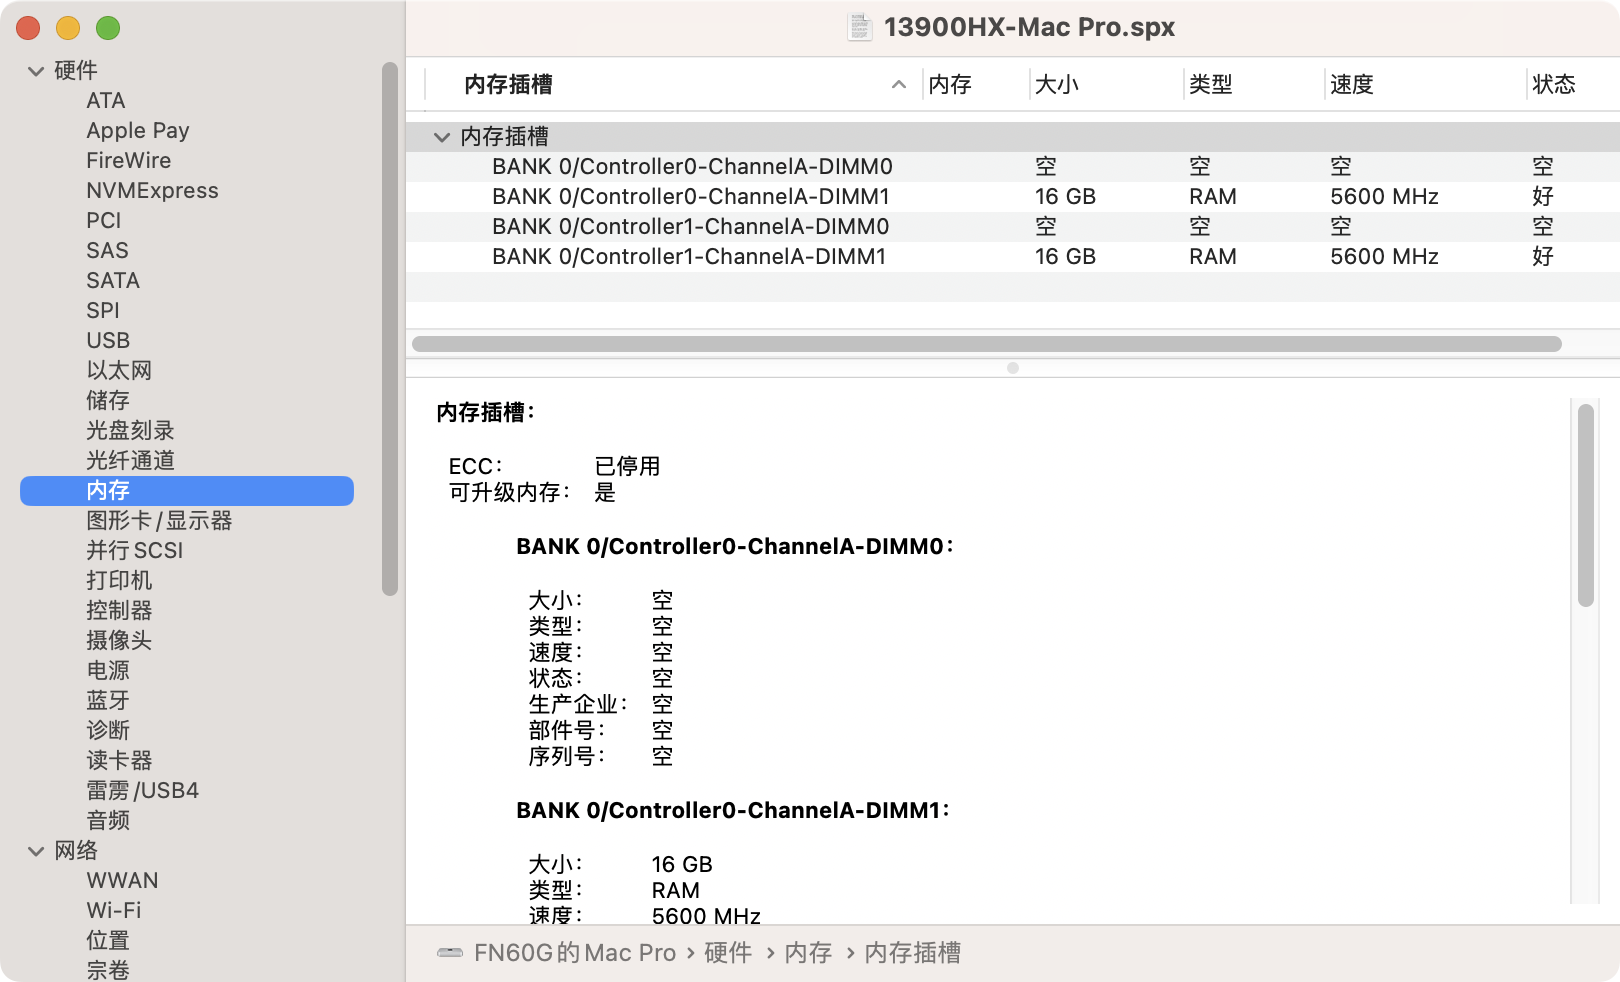 13900HX-Mac Pro.spx
硬件
ATA
Apple Pay
FireWire
NVMExpress
PCI
SAS
SATA
SPI
USB
以太网
储存
光盘刻录
光纤通道
内存
图形卡/显示器
并行SCSI
打印机
控制器
摄像头
电源
蓝牙
诊断
读卡器
雷雳/USB4
音频
网络
WWAN
Wi-Fi
位置
宗卷
内存插槽 内存 大小 类型 速度 状态
内存插槽
BANK 0/Controller0-ChannelA-DIMM0 空 空 空 空
BANK 0/Controller0-ChannelA-DIMM1 16 GB RAM 5600 MHz 好
BANK 0/Controller1-ChannelA-DIMM0 空 空 空 空
BANK 0/Controller1-ChannelA-DIMM1 16 GB RAM 5600 MHz 好
内存插槽：
ECC： 已停用
可升级内存： 是
BANK 0/Controller0-ChannelA-DIMM0：
大小： 空
类型： 空
速度： 空
状态： 空
生产企业： 空
部件号： 空
序列号： 空
BANK 0/Controller0-ChannelA-DIMM1：
大小： 16 GB
类型： RAM
速度： 5600 MHz
FN60G的Mac Pro › 硬件 › 内存 › 内存插槽